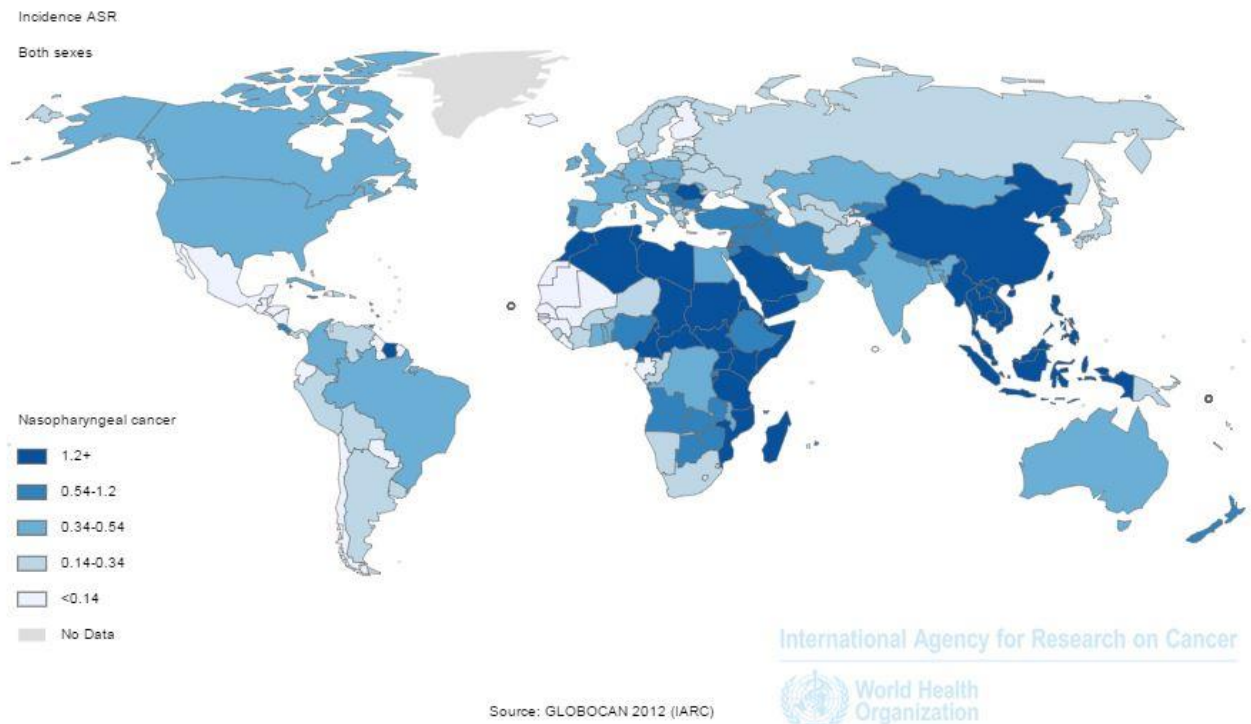 Incidence ASR
Both sexes
Nasopharyngeal cancer
1.2+
0.54-1.2
0.34-0.54
0.14-0.34
<0.14
No Data
International Agency for Research on Cancer
World Health
Organization
Source: GLOBOCAN 2012 (IARC)